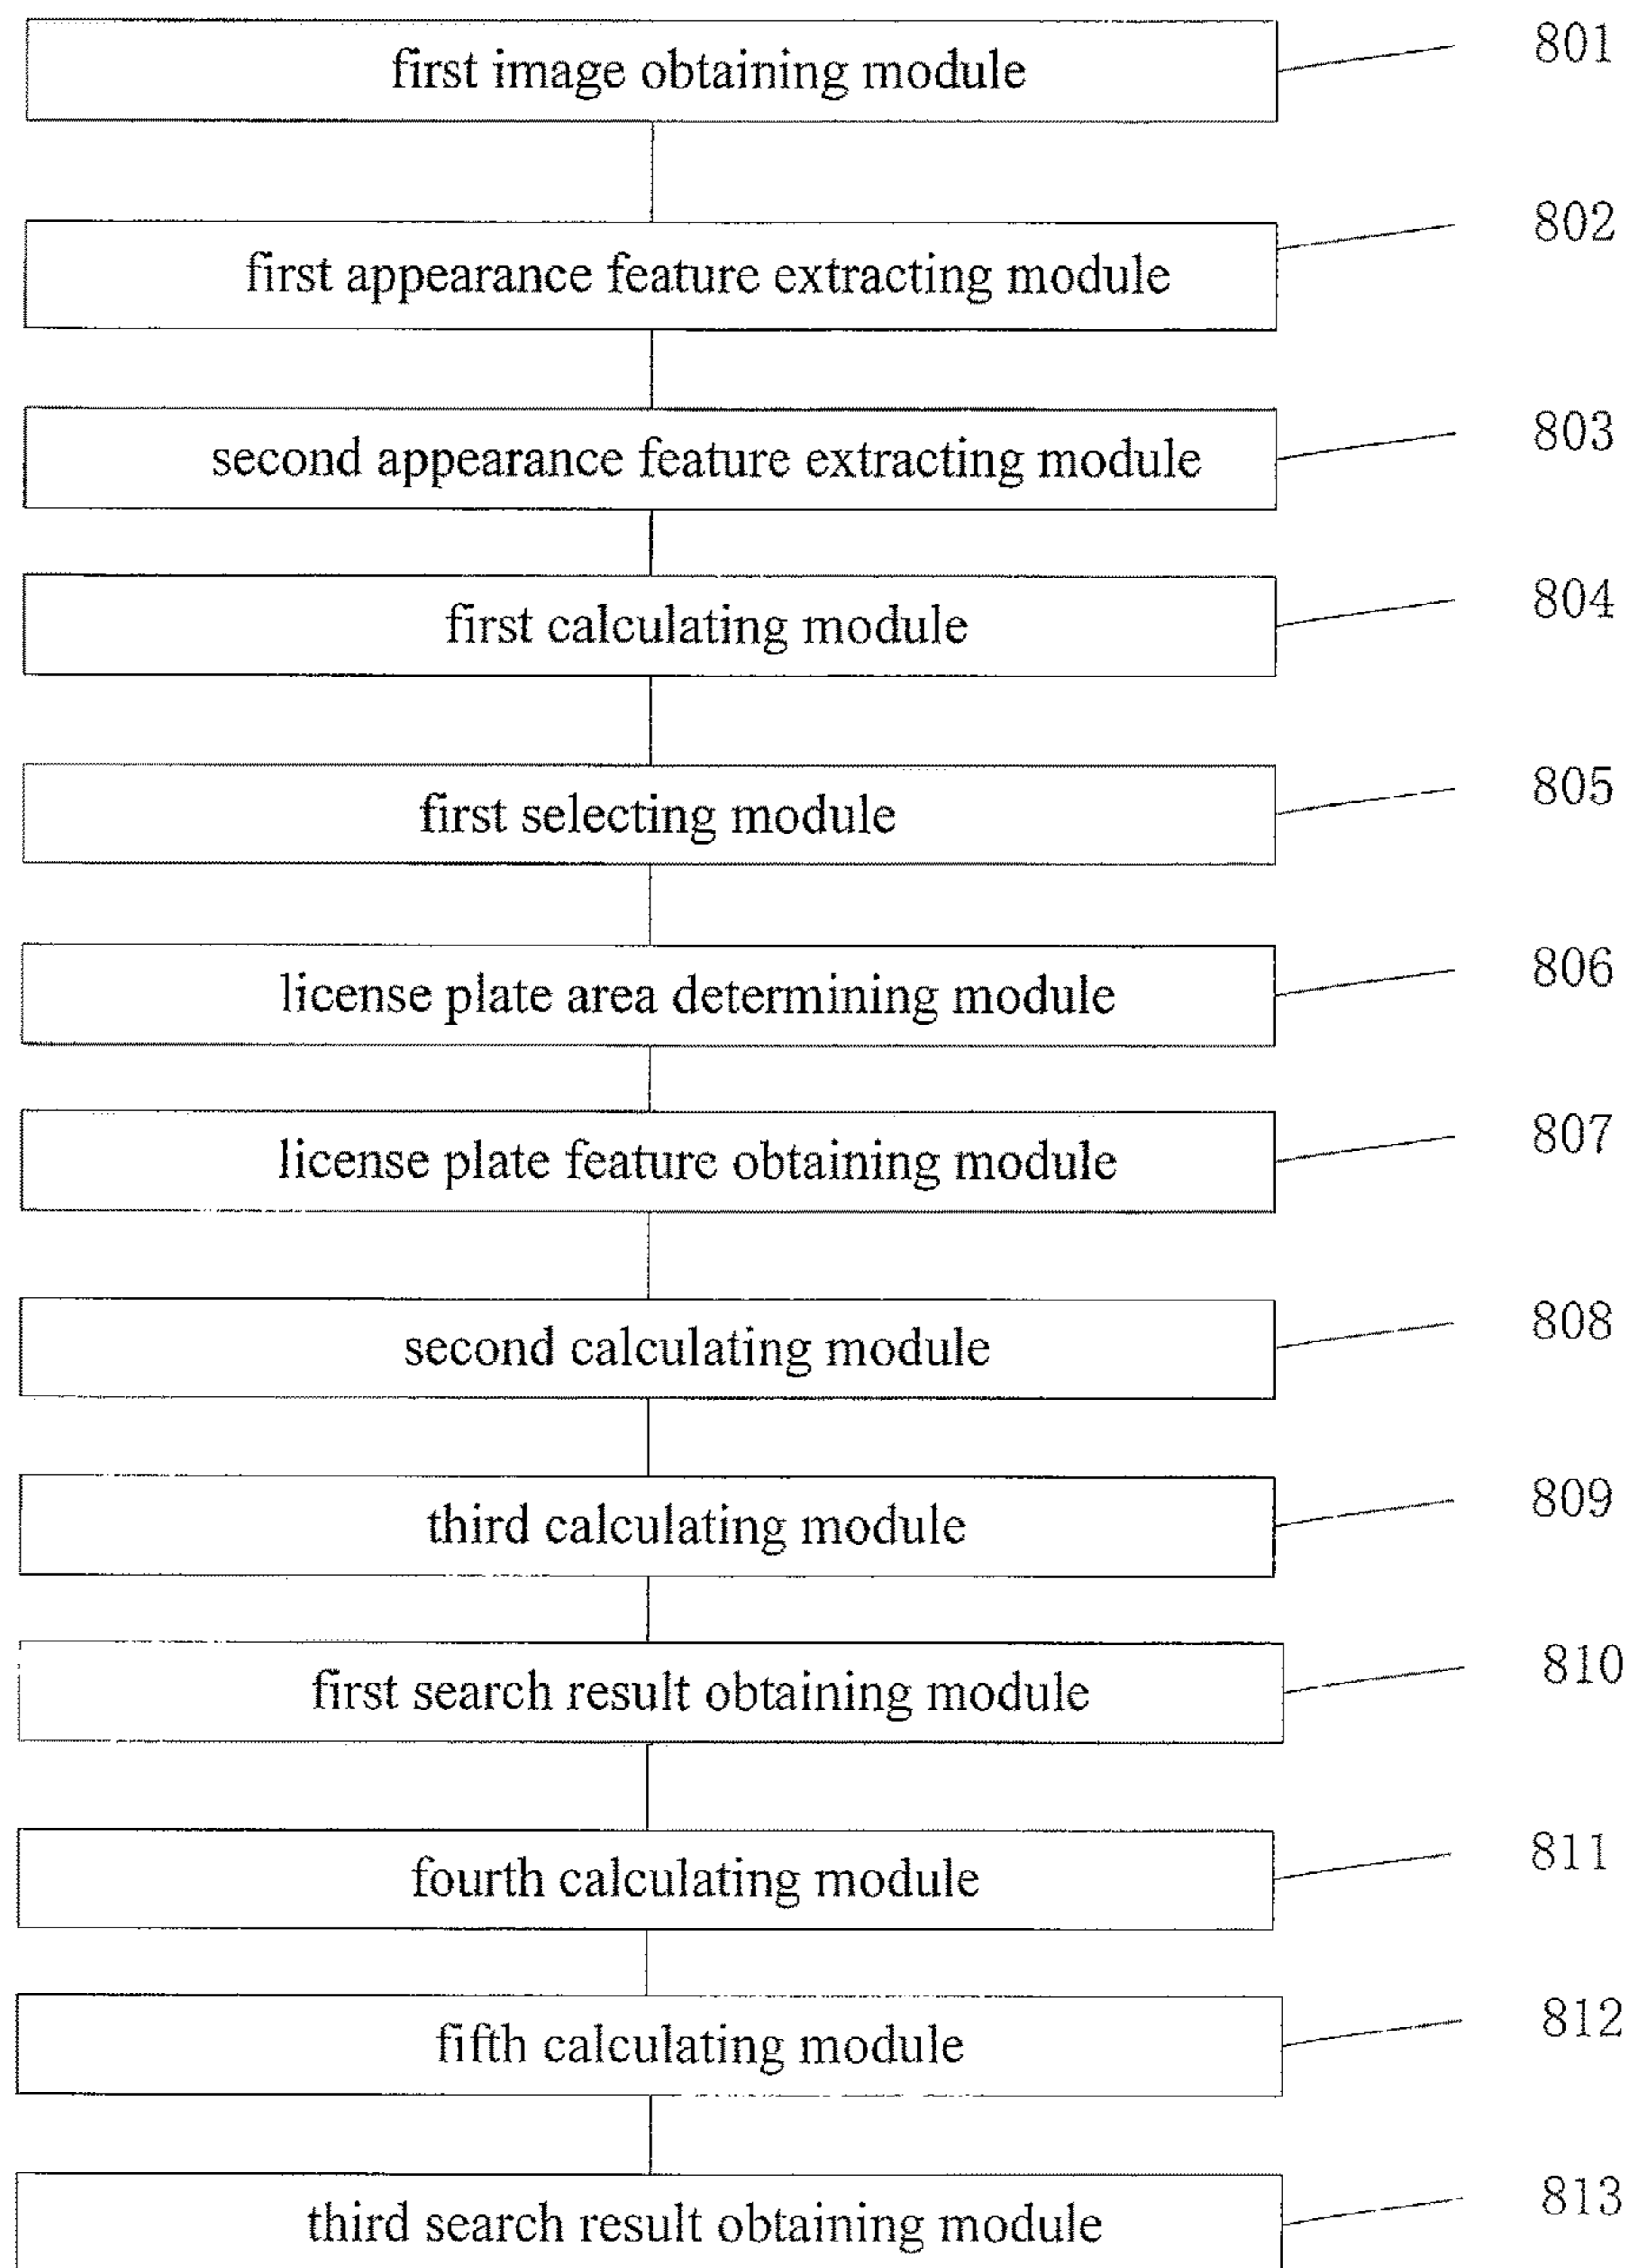 first image obtaining module 801
first appearance feature extracting module 802
second appearance feature extracting module 803
first calculating module 804
first selecting module 805
license plate area determining module 806
license plate feature obtaining module 807
second calculating module 808
third calculating module 809
first search result obtaining module 810
fourth calculating module 811
fifth calculating module 812
third search result obtaining module 813